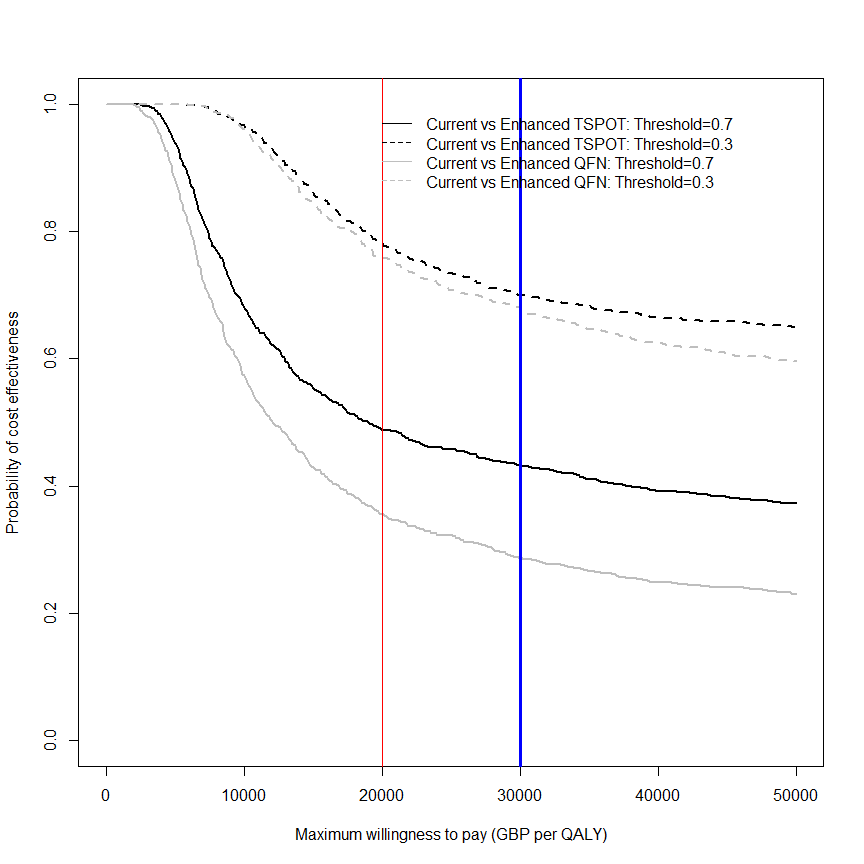 Current vs Enhanced TSPOT: Threshold=0.7
Current vs Enhanced TSPOT: Threshold=0.3
Current vs Enhanced QFN: Threshold=0.7
Current vs Enhanced QFN: Threshold=0.3
Probability of cost effectiveness
1.0
0.8
0.6
0.4
0.2
0.0
0 10000 20000 30000 40000 50000
Maximum willingness to pay (GBP per QALY)